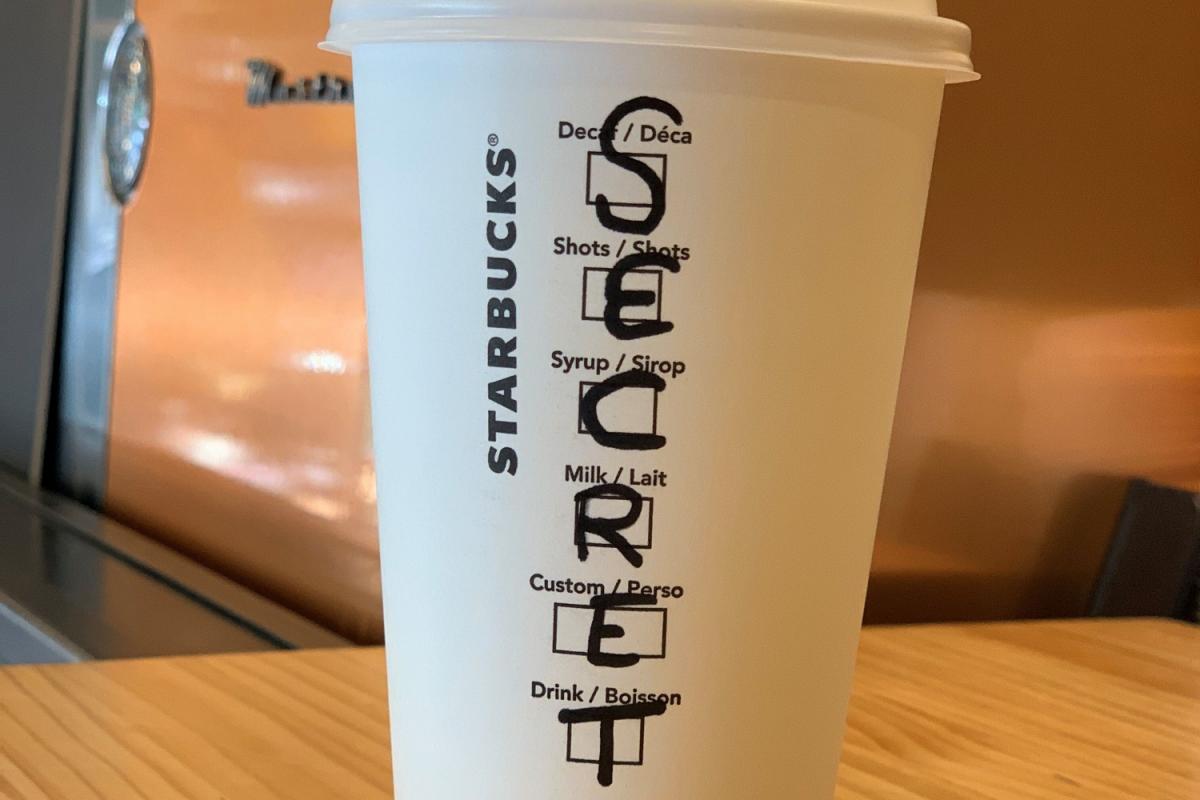 STARBUCKS®
Decaf / Déca
S
Shots / Shots
E
Syrup / Sirop
C
Milk / Lait
R
Custom / Perso
E
Drink / Boisson
T